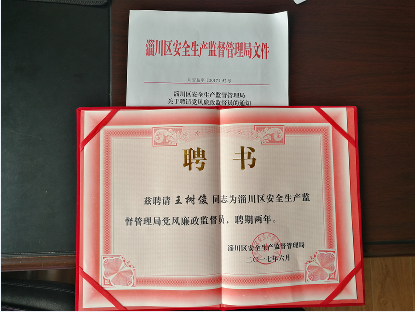 淄川区安全生产监督管理局文件
淄川区安全生产监督管理局
关于聘请党风廉政监督员的通知
聘书
兹聘请王树俊同志为淄川区安全生产监
督管理局党风廉政监督员，聘期两年。
淄川区安全生产监督管理局
二〇一七年六月